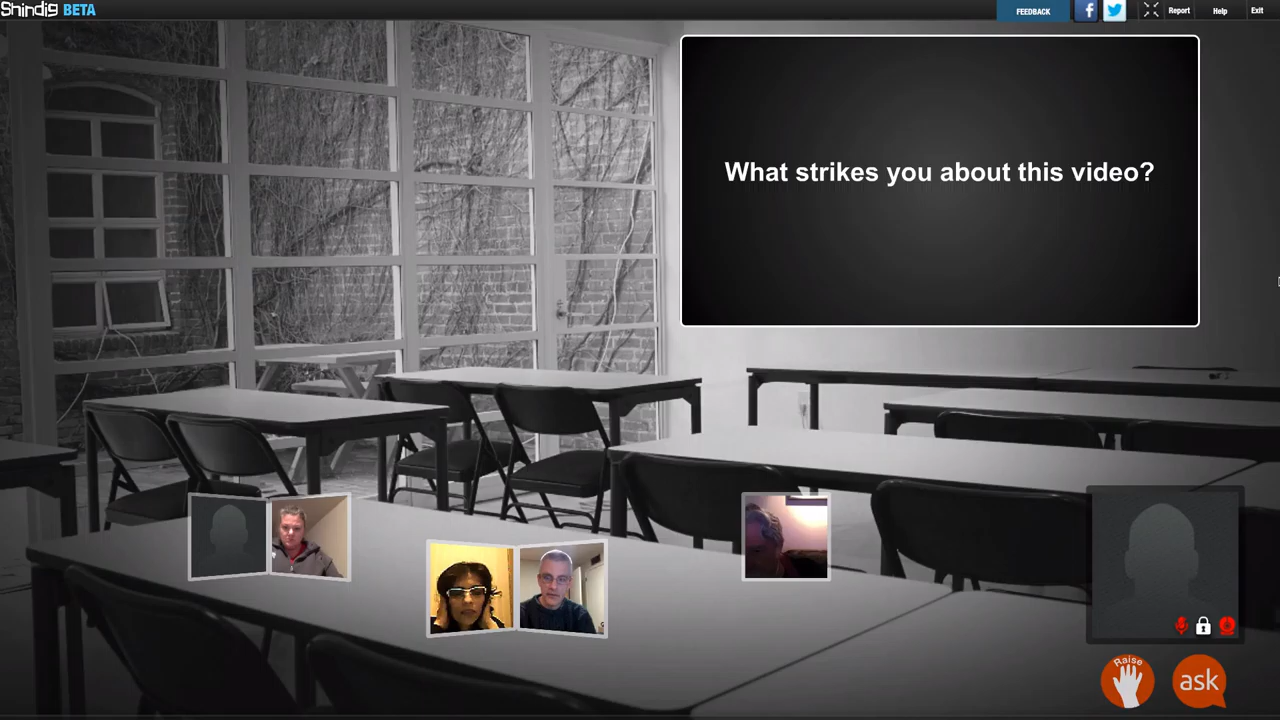 Shindig BETA
FEEDBACK
f
Report
Help
Exit
What strikes you about this video?
Raise
ask